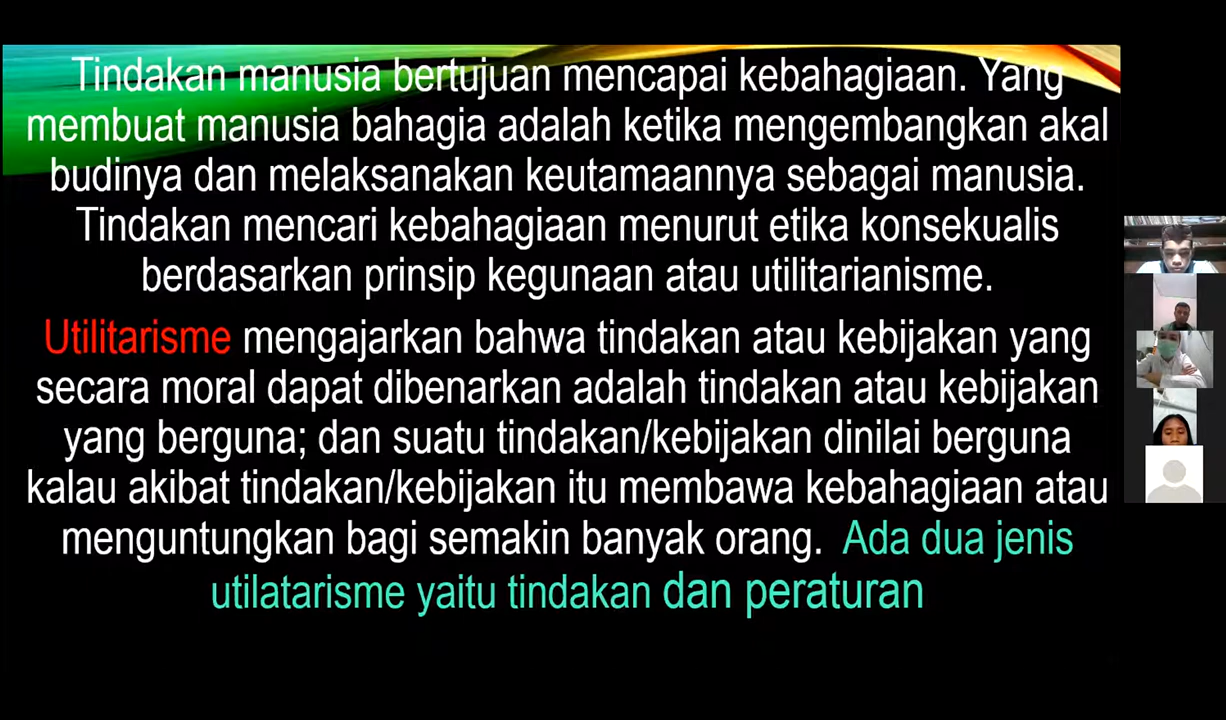 Tindakan manusia bertujuan mencapai kebahagiaan. Yang
membuat manusia bahagia adalah ketika mengembangkan akal
budinya dan melaksanakan keutamaannya sebagai manusia.
Tindakan mencari kebahagiaan menurut etika konsekualis
berdasarkan prinsip kegunaan atau utilitarianisme.
Utilitarisme mengajarkan bahwa tindakan atau kebijakan yang
secara moral dapat dibenarkan adalah tindakan atau kebijakan
yang berguna; dan suatu tindakan/kebijakan dinilai berguna
kalau akibat tindakan/kebijakan itu membawa kebahagiaan atau
menguntungkan bagi semakin banyak orang. Ada dua jenis
utilatarisme yaitu tindakan dan peraturan